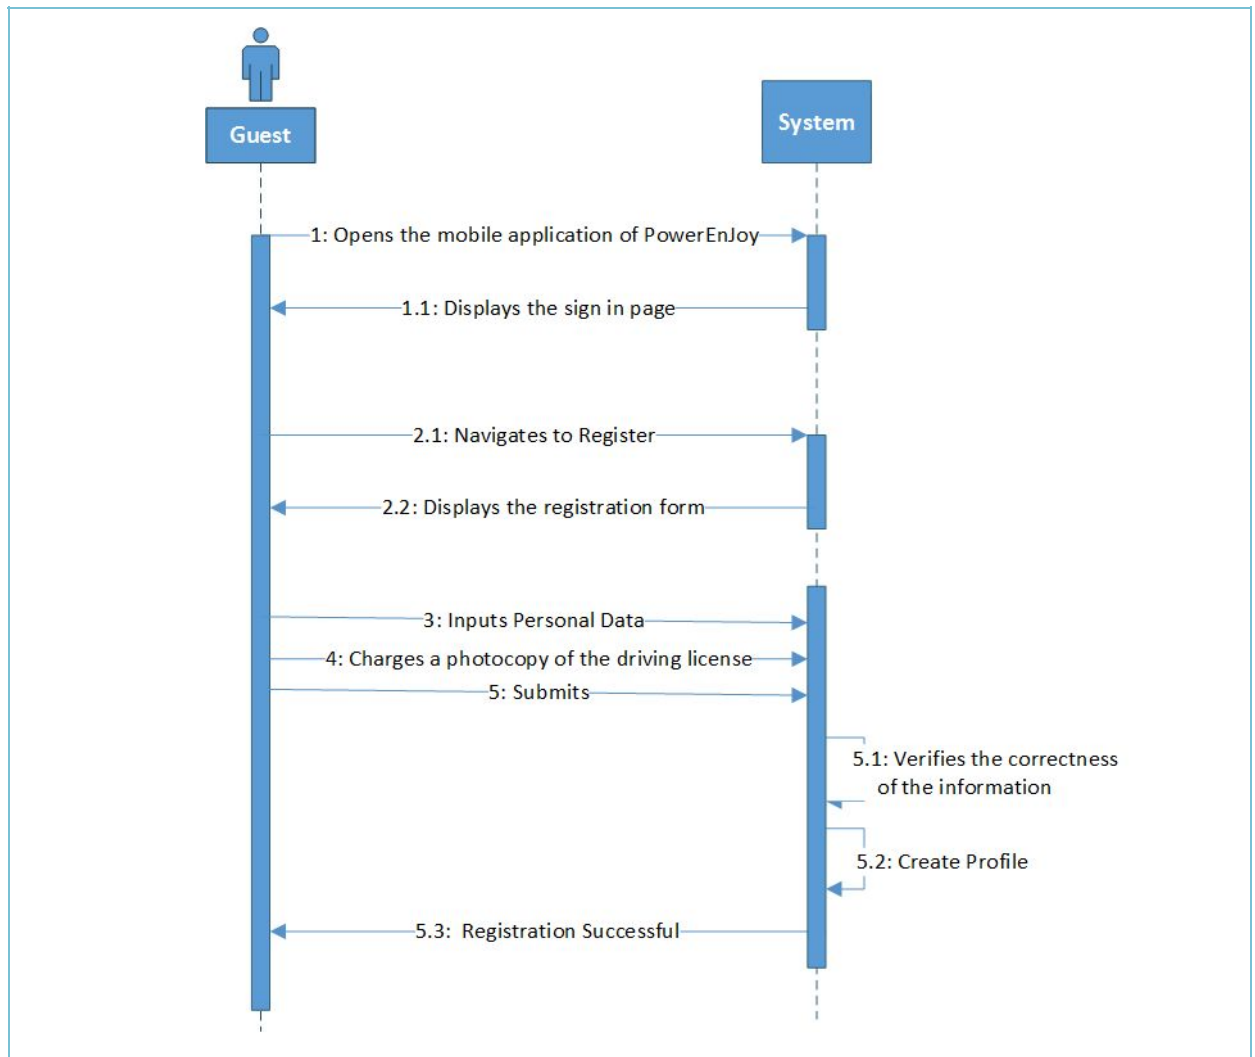 Guest
System
1: Opens the mobile application of PowerEnJoy
1.1: Displays the sign in page
2.1: Navigates to Register
2.2: Displays the registration form
3: Inputs Personal Data
4: Charges a photocopy of the driving license
5: Submits
5.1: Verifies the correctness
of the information
5.2: Create Profile
5.3: Registration Successful